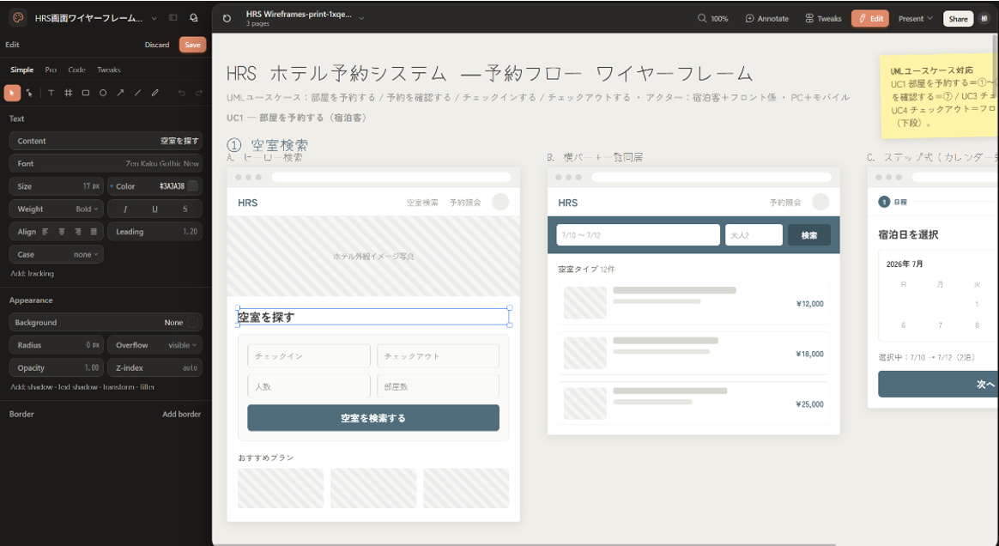 HRS画面ワイヤーフレーム...
HRS Wireframes-print-1xqe...
3 pages
100%
Annotate
Tweaks
Edit
Present
Share
Edit
Discard
Save
Simple
Pro
Code
Tweaks
Text
Content
空室を探す
Font
Zen Kaku Gothic New
Size
17 px
Color
#3A3A38
Weight
Bold
I
U
S
Align
Leading
1.20
Case
none
Add: tracking
Appearance
Background
None
Radius
0 px
Overflow
visible
Opacity
1.00
Z-index
auto
Add: shadow · text shadow · transform · filter
Border
Add border
HRS ホテル予約システム —予約フロー ワイヤーフレーム
UMLユースケース：部屋を予約する / 予約を確認する / チェックインする / チェックアウトする ・ アクター：宿泊客＋フロント係 ・ PC＋モバイル
UC1 — 部屋を予約する（宿泊客）
① 空室検索
A. ヒーロー検索
HRS
空室検索
予約照会
ホテル外観イメージ写真
空室を探す
チェックイン
チェックアウト
人数
部屋数
空室を検索する
おすすめプラン
B. 横バー＋一覧同居
HRS
予約照会
7/10 〜 7/12
大人2
検索
空室タイプ 12件
¥12,000
¥18,000
¥25,000
UMLユースケース対応
UC1 部屋を予約する＝①〜
を確認する＝⑦ / UC3 チェ
UC4 チェックアウト＝フロ
（下段）。
C. ステップ式（カレンダー
1 日程
宿泊日を選択
2026年 7月
日 月 火
1
6 7 8
選択中：7/10 → 7/12（2泊）
次へ